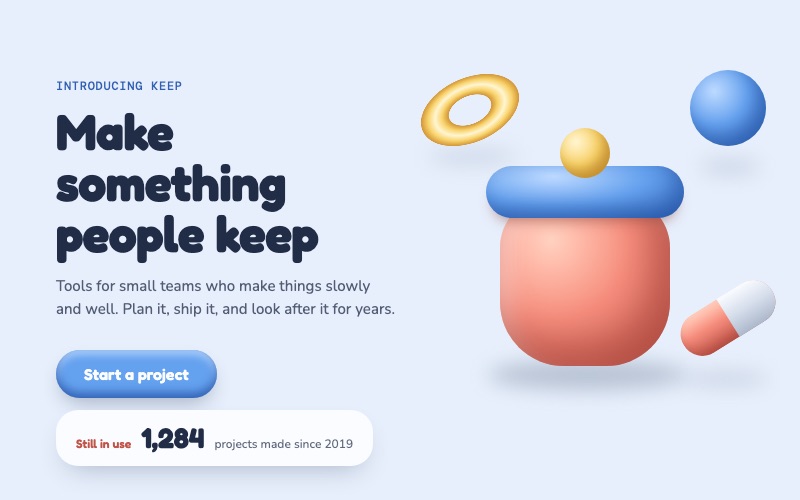 INTRODUCING KEEP
Make
something
people keep
Tools for small teams who make things slowly
and well. Plan it, ship it, and look after it for years.
Start a project
Still in use 1,284 projects made since 2019